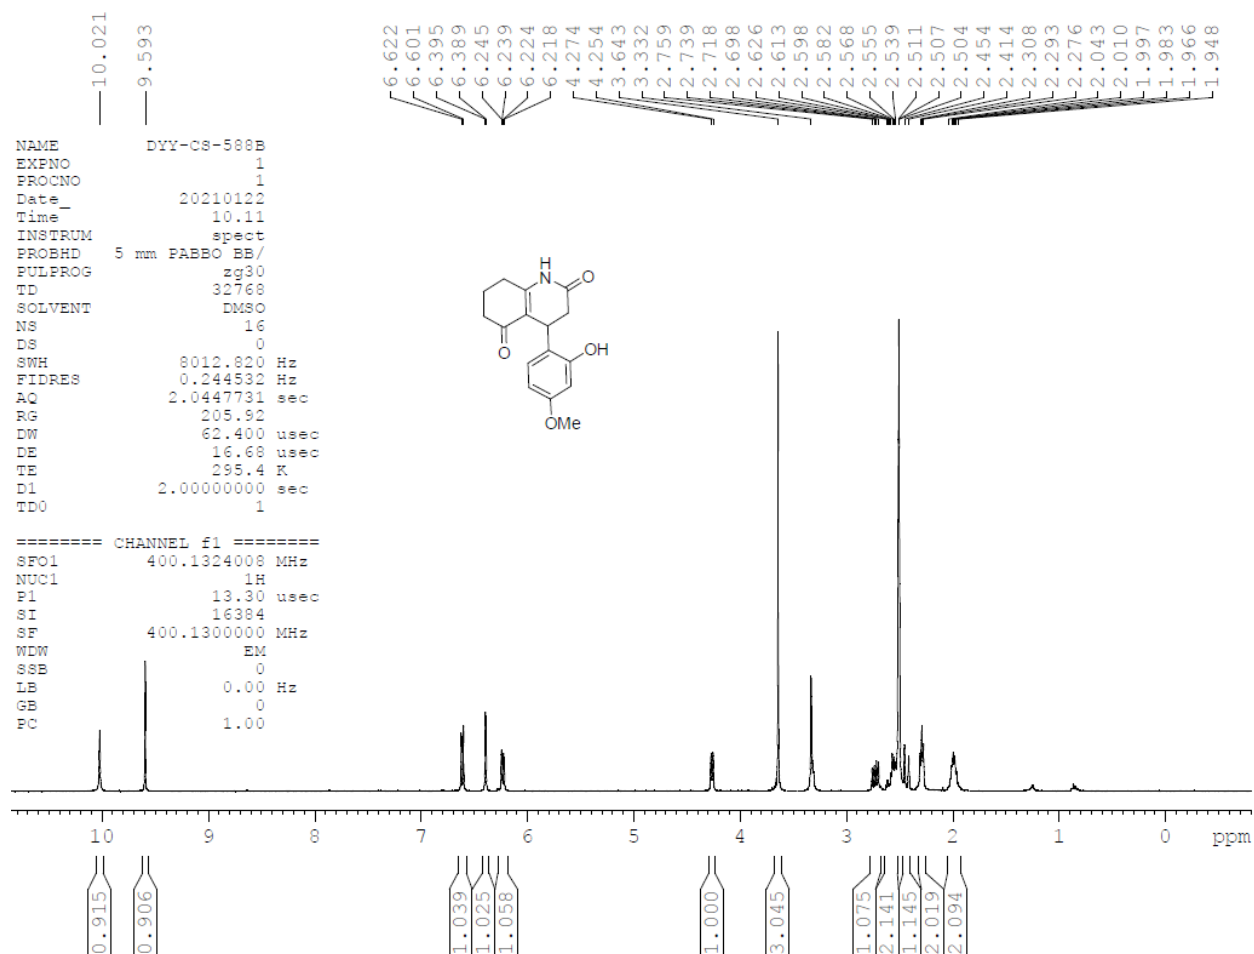 10.021
9.593
6.622
6.601
6.395
6.389
6.245
6.239
6.224
6.218
4.274
4.254
3.643
3.332
2.759
2.739
2.718
2.698
2.626
2.613
2.598
2.582
2.568
2.555
2.539
2.511
2.507
2.504
2.454
2.414
2.308
2.293
2.276
2.043
2.010
1.997
1.983
1.966
1.948
NAME DYY-CS-588B
EXPNO 1
PROCNO 1
Date_ 20210122
Time 10.11
INSTRUM spect
PROBHD 5 mm PABBO BB/
PULPROG zg30
TD 32768
SOLVENT DMSO
NS 16
DS 0
SWH 8012.820 Hz
FIDRES 0.244532 Hz
AQ 2.0447731 sec
RG 205.92
DW 62.400 usec
DE 16.68 usec
TE 295.4 K
D1 2.00000000 sec
TD0 1
======== CHANNEL f1 ========
SFO1 400.1324008 MHz
NUC1 1H
P1 13.30 usec
SI 16384
SF 400.1300000 MHz
WDW EM
SSB 0
LB 0.00 Hz
GB 0
PC 1.00
H
N
O
O
OH
OMe
10 9 8 7 6 5 4 3 2 1 0 ppm
0.915
0.906
1.039
1.025
1.058
1.000
3.045
1.075
2.141
1.145
2.019
2.094